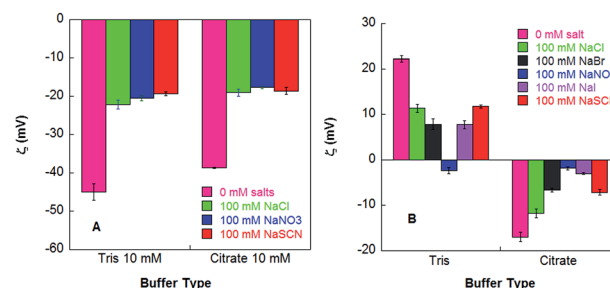 0
-10
-20
-30
-40
-50
-60
ζ (mV)
A
0 mM salts
100 mM NaCl
100 mM NaNO3
100 mM NaSCN
Tris 10 mM
Citrate 10 mM
Buffer Type
30
20
10
0
-10
-20
ζ (mV)
0 mM salt
100 mM NaCl
100 mM NaBr
100 mM NaNO
100 mM NaI
100 mM NaSC
B
Tris
Citrate
Buffer Type